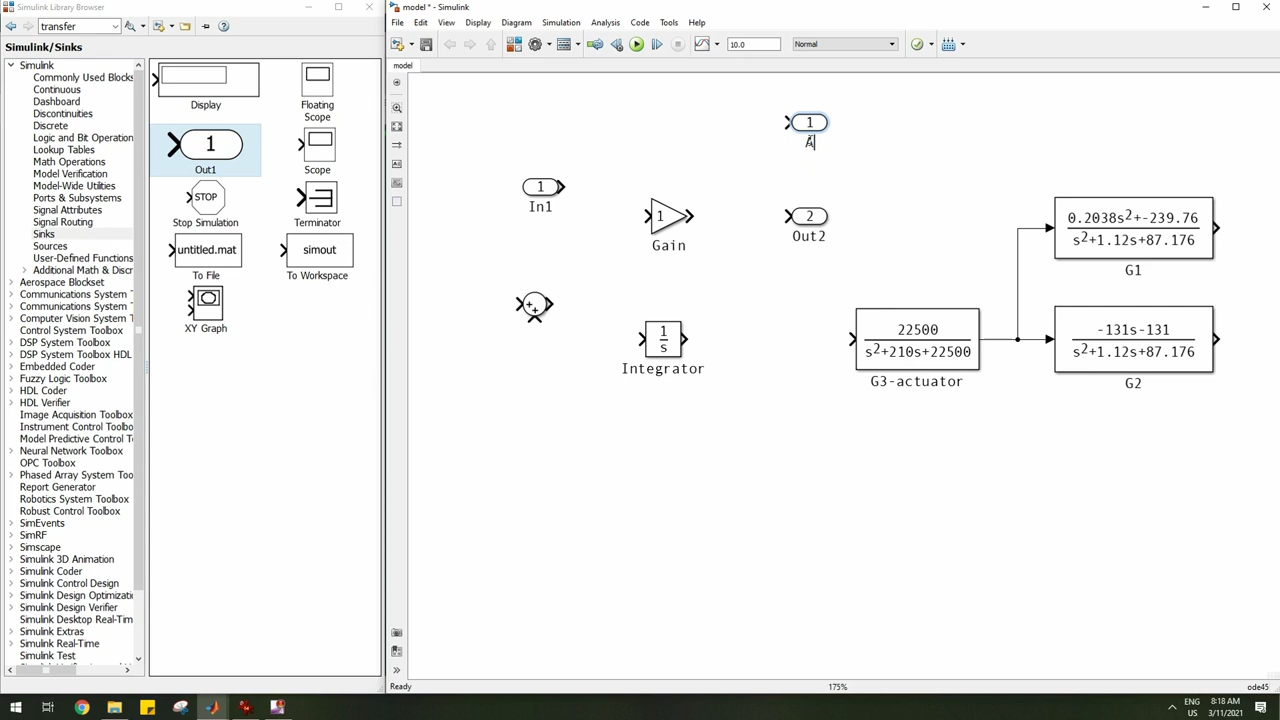 Simulink Library Browser
transfer
Simulink/Sinks
Simulink
Commonly Used Blocks
Continuous
Dashboard
Discontinuities
Discrete
Logic and Bit Operation
Lookup Tables
Math Operations
Model Verification
Model-Wide Utilities
Ports & Subsystems
Signal Attributes
Signal Routing
Sinks
Sources
User-Defined Functions
Additional Math & Discr
Aerospace Blockset
Communications System T
Communications System T
Computer Vision System T
Control System Toolbox
DSP System Toolbox
DSP System Toolbox HDL
Embedded Coder
Fuzzy Logic Toolbox
HDL Coder
HDL Verifier
Image Acquisition Toolbox
Instrument Control Toolbox
Model Predictive Control T
Neural Network Toolbox
OPC Toolbox
Phased Array System Too
Report Generator
Robotics System Toolbox
Robust Control Toolbox
SimEvents
SimRF
Simscape
Simulink 3D Animation
Simulink Coder
Simulink Control Design
Simulink Design Optimizati
Simulink Design Verifier
Simulink Desktop Real-Tim
Simulink Extras
Simulink Real-Time
Simulink Test
Display
Floating
Scope
1
Out1
Scope
STOP
Stop Simulation
Terminator
untitled.mat
To File
simout
To Workspace
XY Graph
model * - Simulink
File Edit View Display Diagram Simulation Analysis Code Tools Help
10.0
Normal
model
1
A
1
In1
1
Gain
2
Out2
0.2038s2+-239.76
s2+1.12s+87.176
G1
+
+
1
s
Integrator
22500
s2+210s+22500
G3-actuator
-131s-131
s2+1.12s+87.176
G2
Ready
175%
ode45
ENG
US
8:18 AM
3/11/2021